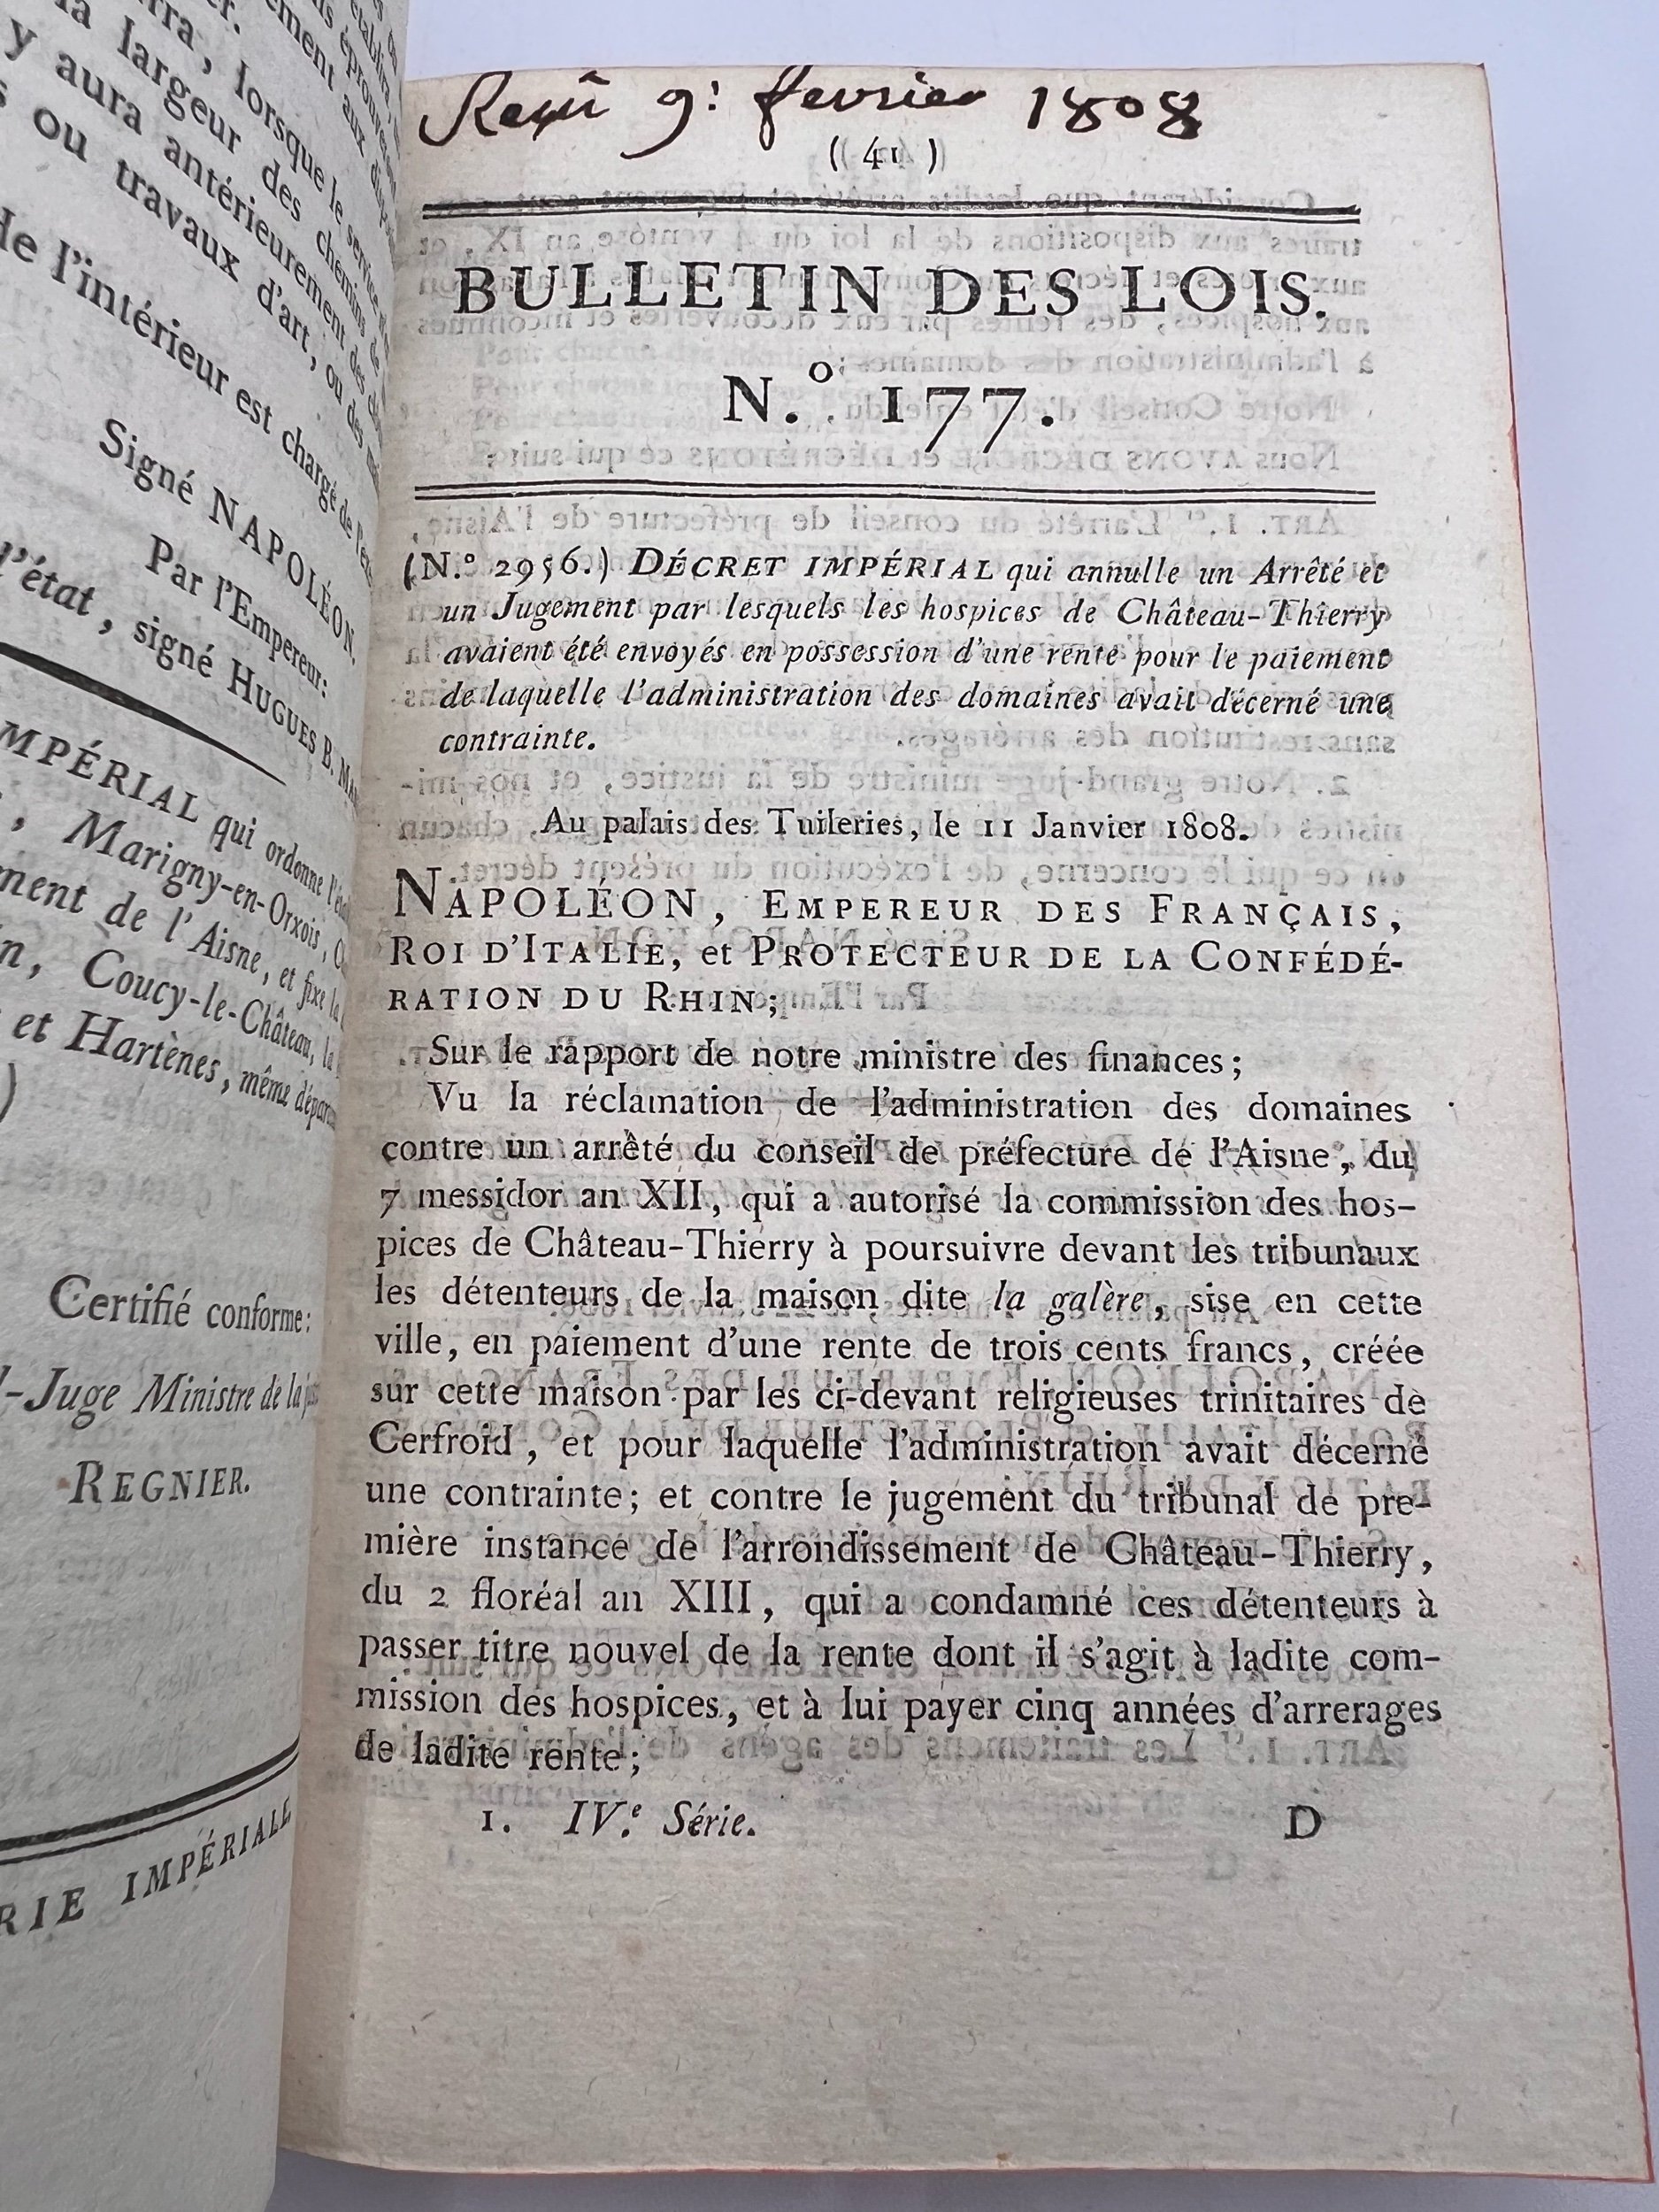 rra, lorsque le service
la largeur des chemins de
y aura antérieurement des
ou travaux d'art, ou des
de l'intérieur est chargé de
Signé NAPOLÉON.
Par l'Empereur:
l'état, signé HUGUES B.
MPÉRIAL qui ordonne
, Marigny-en-Orxois,
ment de l'Aisne, et fixe la
n, Coucy-le-Château, la
et Hartènes, même
)
Certifié conforme:
-Juge Ministre de la
REGNIER.
RIE IMPÉRIALE
Reçu 9: fevrier 1808
( 41 )
BULLETIN DES LOIS.
N.º 177.
(N.º 2956.) DÉCRET IMPÉRIAL qui annulle un Arrêté et
un Jugement par lesquels les hospices de Château-Thierry
avaient été envoyés en possession d'une rente pour le paiement
de laquelle l'administration des domaines avait décerné une
contrainte.
Au palais des Tuileries, le 11 Janvier 1808.
NAPOLÉON, EMPEREUR DES FRANÇAIS,
ROI D'ITALIE, et PROTECTEUR DE LA CONFÉDÉ-
RATION DU RHIN;
Sur le rapport de notre ministre des finances;
Vu la réclamation de l'administration des domaines
contre un arrêté du conseil de préfecture de l'Aisne, du
7 messidor an XII, qui a autorisé la commission des hos-
pices de Château-Thierry à poursuivre devant les tribunaux
les détenteurs de la maison dite la galère, sise en cette
ville, en paiement d'une rente de trois cents francs, créée
sur cette maison par les ci-devant religieuses trinitaires de
Cerfroid, et pour laquelle l'administration avait décerné
une contrainte; et contre le jugement du tribunal de pre-
mière instance de l'arrondissement de Château-Thierry,
du 2 floréal an XIII, qui a condamné ces détenteurs à
passer titre nouvel de la rente dont il s'agit à ladite com-
mission des hospices, et à lui payer cinq années d'arrerages
de ladite rente;
1. IV.e Série. D